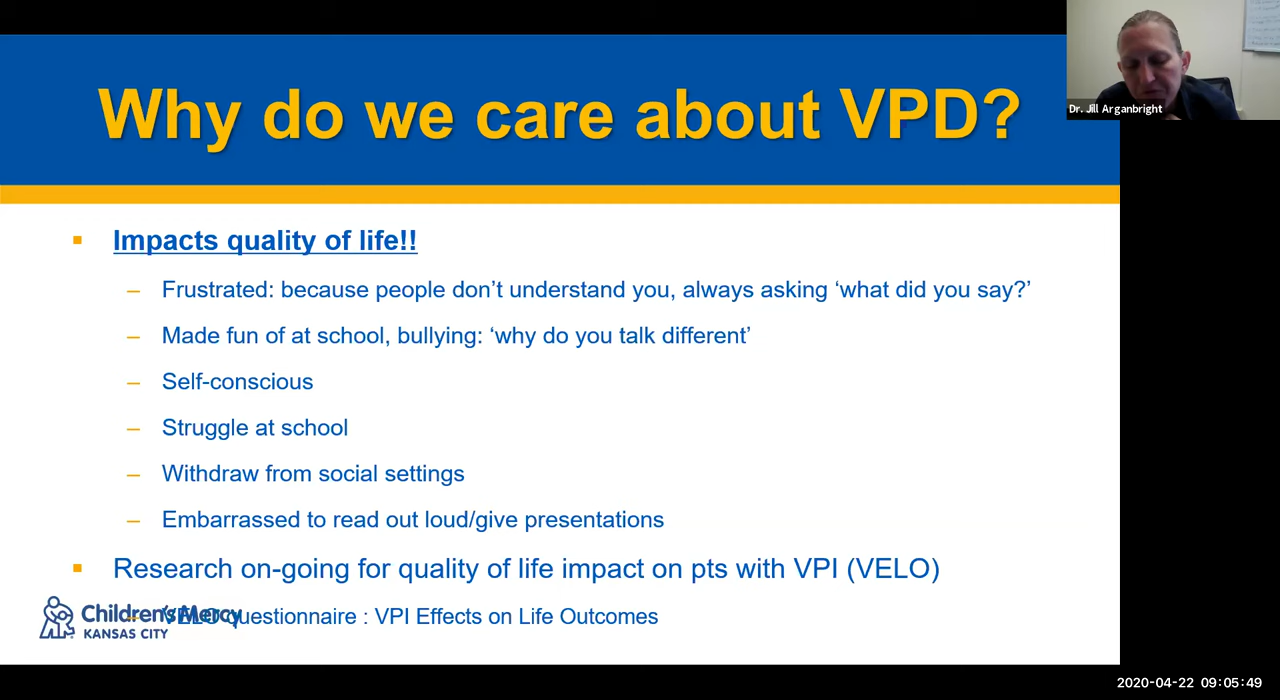 Why do we care about VPD?
Dr. Jill Arganbright
▪ Impacts quality of life!!
– Frustrated: because people don’t understand you, always asking ‘what did you say?’
– Made fun of at school, bullying: ‘why do you talk different’
– Self-conscious
– Struggle at school
– Withdraw from social settings
– Embarrassed to read out loud/give presentations
▪ Research on-going for quality of life impact on pts with VPI (VELO)
– VELO questionnaire : VPI Effects on Life Outcomes
Children's Mercy
KANSAS CITY
2020-04-22 09:05:49